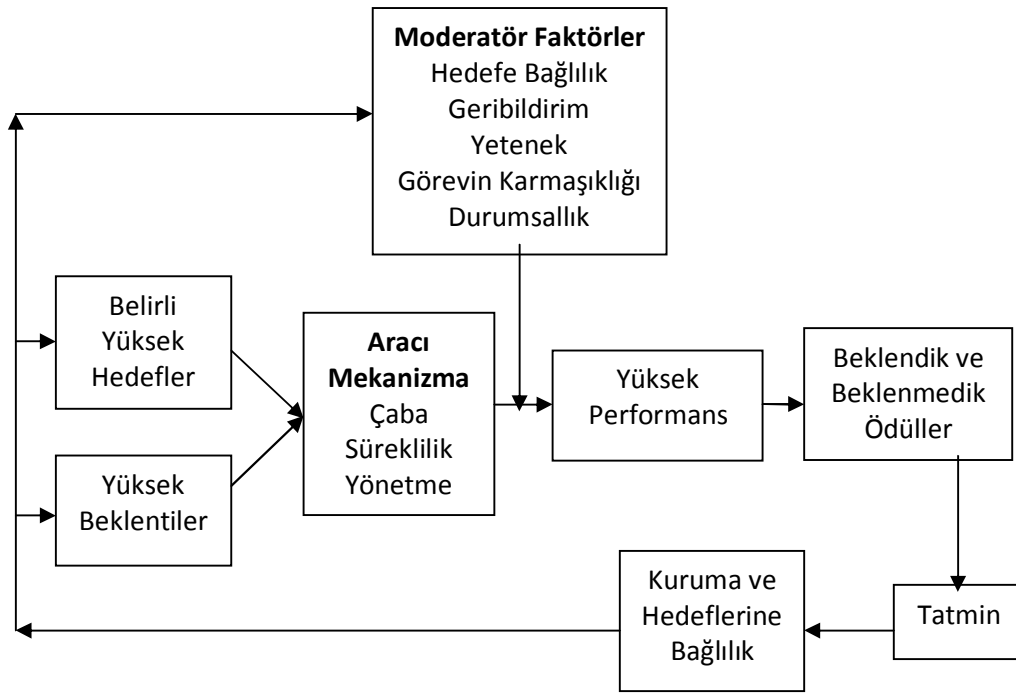 Moderatör Faktörler
Hedefe Bağlılık
Geribildirim
Yetenek
Görevin Karmaşıklığı
Durumsallık
Belirli
Yüksek
Hedefler
Yüksek
Beklentiler
Aracı
Mekanizma
Çaba
Süreklilik
Yönetme
Yüksek
Performans
Beklendik ve
Beklenmedik
Ödüller
Tatmin
Kuruma ve
Hedeflerine
Bağlılık